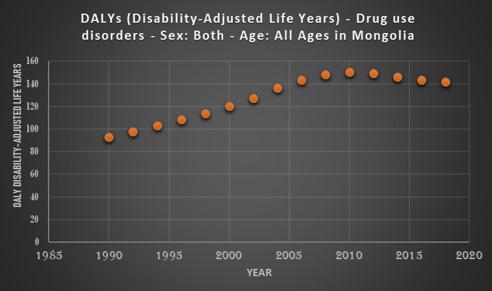 DALYs (Disability-Adjusted Life Years) - Drug use
disorders - Sex: Both - Age: All Ages in Mongolia
DALY DISABILITY-ADJUSTED LIFE YEARS
160
140
120
100
80
60
40
20
0
1985 1990 1995 2000 2005 2010 2015 2020
YEAR